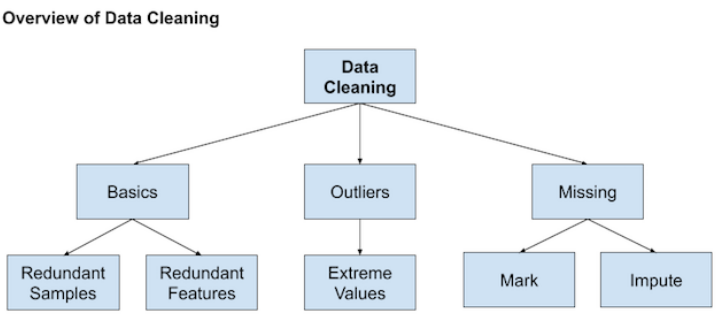 Overview of Data Cleaning
Data
Cleaning
Basics
Outliers
Missing
Redundant
Samples
Redundant
Features
Extreme
Values
Mark
Impute